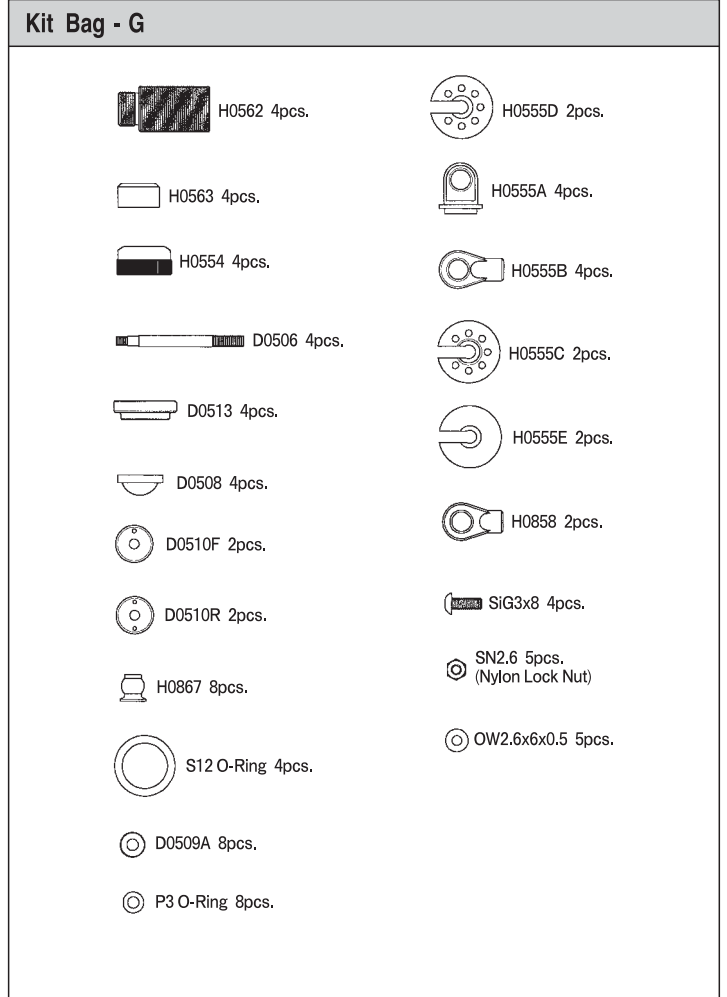 Kit Bag - G
H0562 4pcs.
H0563 4pcs.
H0554 4pcs.
D0506 4pcs.
D0513 4pcs.
D0508 4pcs.
D0510F 2pcs.
D0510R 2pcs.
H0867 8pcs.
S12 O-Ring 4pcs.
D0509A 8pcs.
P3 O-Ring 8pcs.
H0555D 2pcs.
H0555A 4pcs.
H0555B 4pcs.
H0555C 2pcs.
H0555E 2pcs.
H0858 2pcs.
SiG3x8 4pcs.
SN2.6 5pcs.
(Nylon Lock Nut)
OW2.6x6x0.5 5pcs.